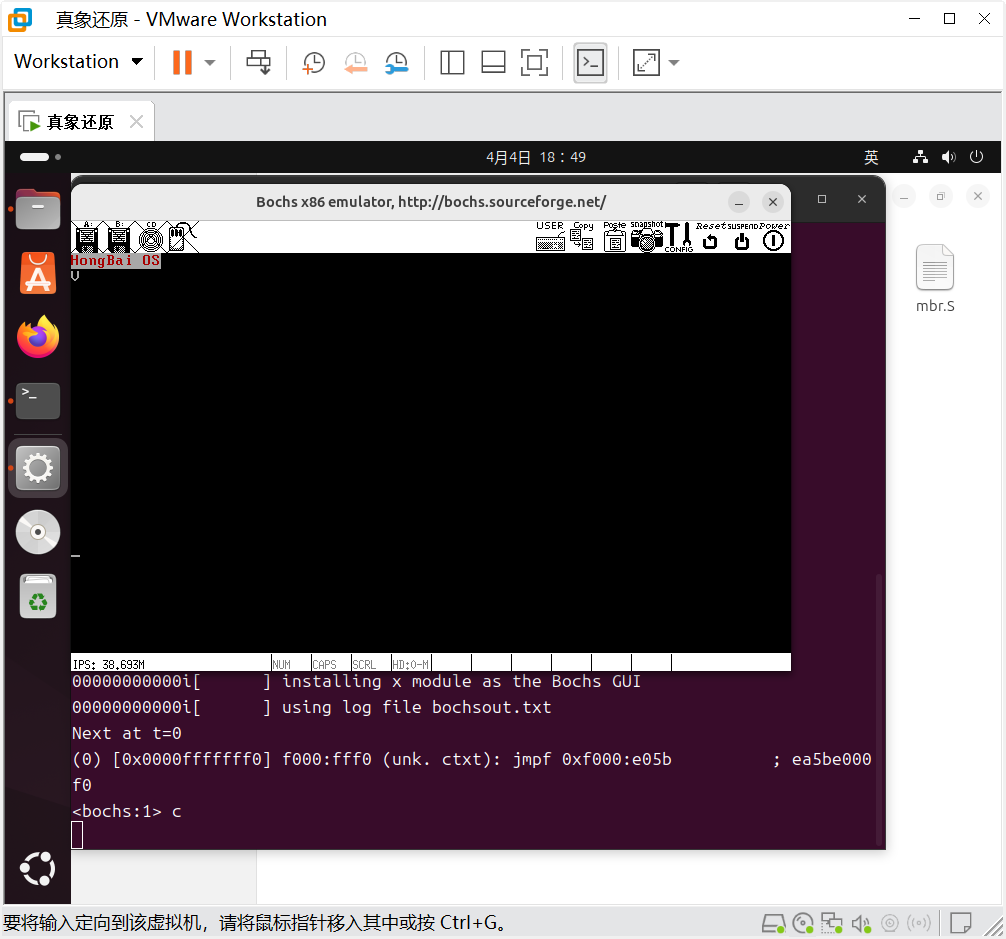 真象还原 - VMware Workstation
Workstation
真象还原
4月4日 18：49
英
Bochs x86 emulator, http://bochs.sourceforge.net/
A: B: CD
USER Copy Paste snapshot CONFIG Reset SUSPEND Power
HongBai OS
V
mbr.S
IPS: 38.693M NUM CAPS SCRL HD:0-M
00000000000i[      ] installing x module as the Bochs GUI
00000000000i[      ] using log file bochsout.txt
Next at t=0
(0) [0x0000fffffff0] f000:fff0 (unk. ctxt): jmpf 0xf000:e05b          ; ea5be000
f0
<bochs:1> c
要将输入定向到该虚拟机，请将鼠标指针移入其中或按 Ctrl+G。